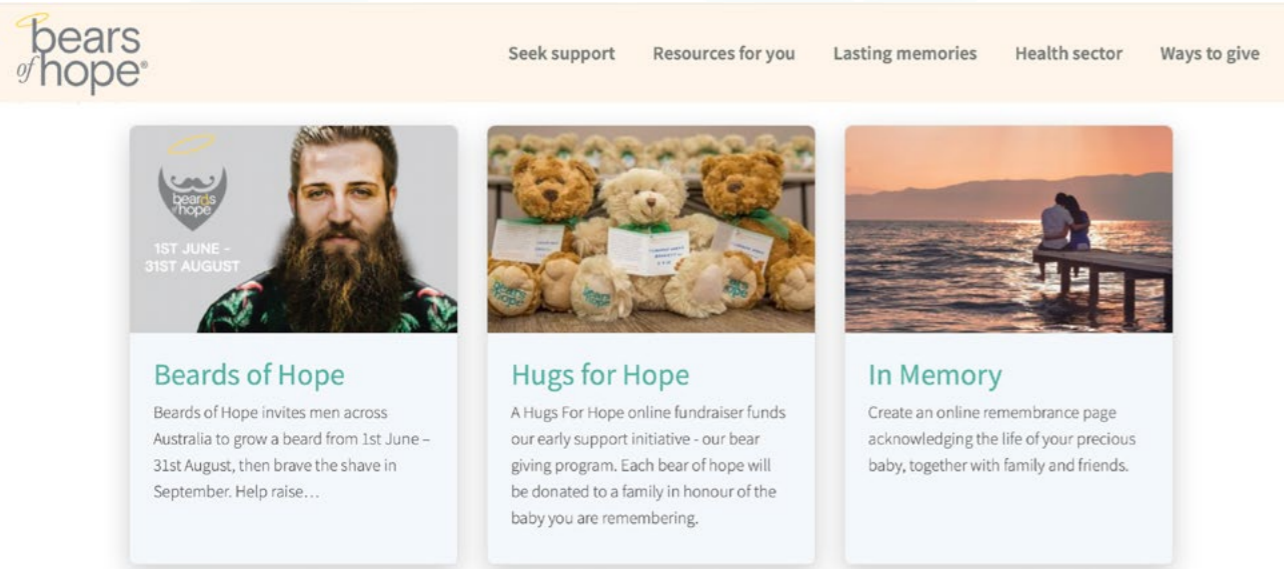 bears
of hope®
Seek support
Resources for you
Lasting memories
Health sector
Ways to give
beards
of hope
1ST JUNE –
31ST AUGUST
bears
hope
Beards of Hope
Beards of Hope invites men across
Australia to grow a beard from 1st June –
31st August, then brave the shave in
September. Help raise…
Hugs for Hope
A Hugs For Hope online fundraiser funds
our early support initiative - our bear
giving program. Each bear of hope will
be donated to a family in honour of the
baby you are remembering.
In Memory
Create an online remembrance page
acknowledging the life of your precious
baby, together with family and friends.